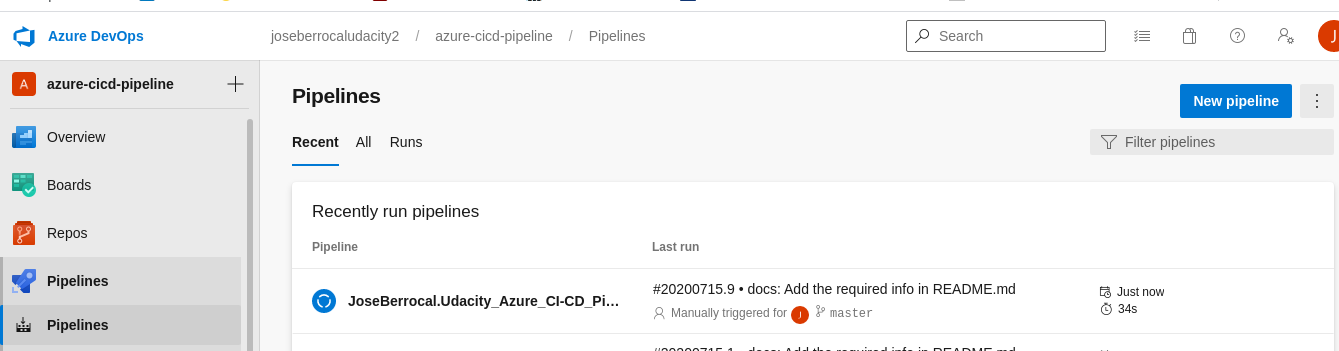 Azure DevOps
joseberrocaludacity2 / azure-cicd-pipeline / Pipelines
Search
J
A azure-cicd-pipeline
Overview
Boards
Repos
Pipelines
Pipelines
Pipelines
New pipeline
Recent All Runs
Filter pipelines
Recently run pipelines
Pipeline Last run
JoseBerrocal.Udacity_Azure_CI-CD_Pi...
#20200715.9 • docs: Add the required info in README.md
Manually triggered for J master
Just now
34s
#20200715.1 • docs: Add the required info in README.md